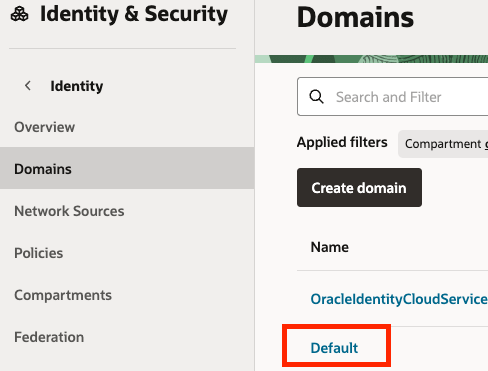 Identity & Security
Identity
Overview
Domains
Network Sources
Policies
Compartments
Federation
Domains
Search and Filter
Applied filters
Compartment
Create domain
Name
OracleIdentityCloudService
Default